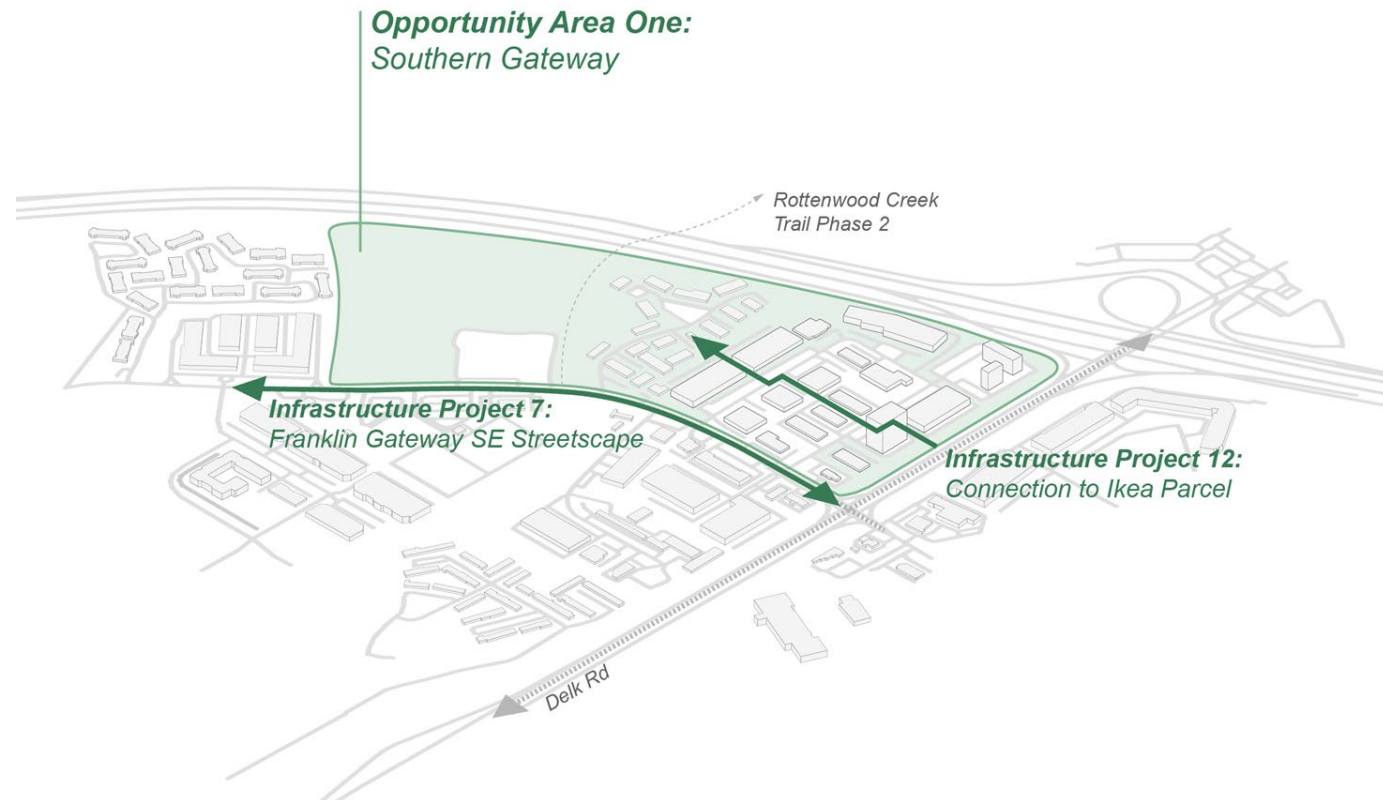 Opportunity Area One:
Southern Gateway
Rottenwood Creek
Trail Phase 2
Infrastructure Project 7:
Franklin Gateway SE Streetscape
Infrastructure Project 12:
Connection to Ikea Parcel
Delk Rd